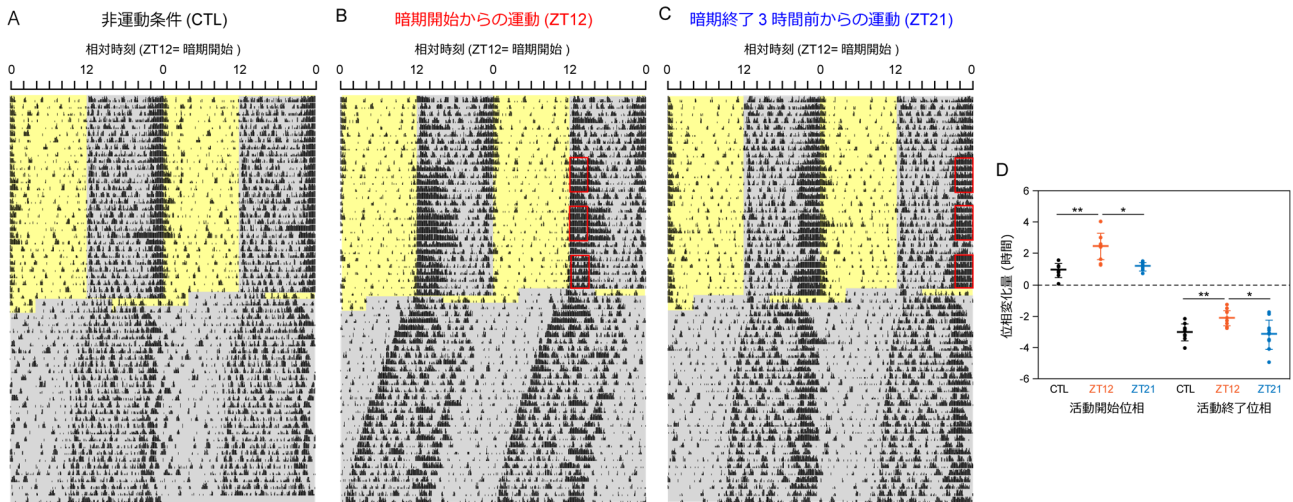 A
非運動条件 (CTL)
相対時刻 (ZT12= 暗期開始 )
0 12 0 12 0
B
暗期開始からの運動 (ZT12)
相対時刻 (ZT12= 暗期開始 )
0 12 0 12 0
C
暗期終了 3 時間前からの運動 (ZT21)
相対時刻 (ZT12= 暗期開始 )
0 12 0 12 0
D
位相変化量 (時間)
6
4
2
0
-2
-4
-6
** *
** *
CTL ZT12 ZT21 CTL ZT12 ZT21
活動開始位相 活動終了位相